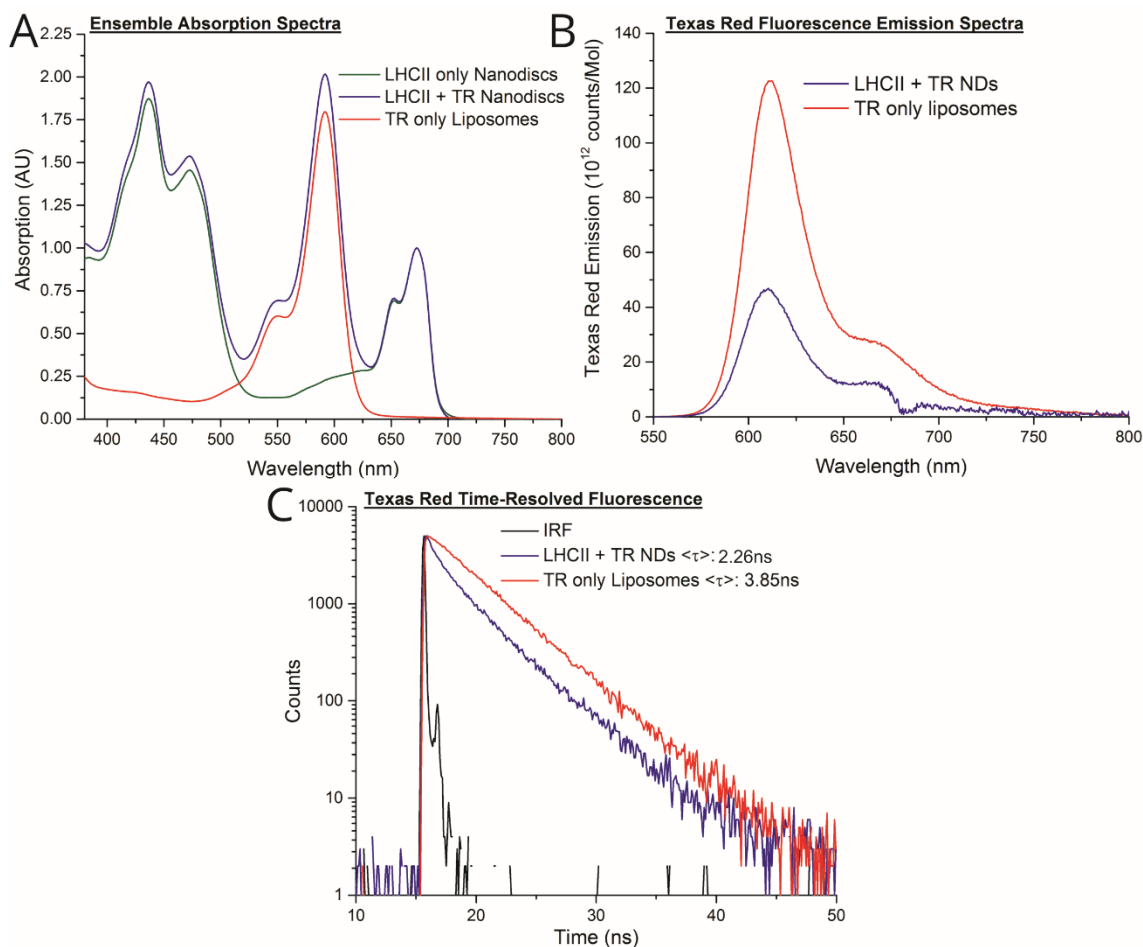 A
Ensemble Absorption Spectra
2.25
2.00
1.75
1.50
1.25
1.00
0.75
0.50
0.25
0.00
Absorption (AU)
LHCII only Nanodiscs
LHCII + TR Nanodiscs
TR only Liposomes
400 450 500 550 600 650 700 750 800
Wavelength (nm)
B
Texas Red Fluorescence Emission Spectra
140
120
100
80
60
40
20
0
Texas Red Emission (10¹² counts/Mol)
LHCII + TR NDs
TR only liposomes
550 600 650 700 750 800
Wavelength (nm)
C
Texas Red Time-Resolved Fluorescence
10000
1000
100
10
1
Counts
IRF
LHCII + TR NDs <τ>: 2.26ns
TR only Liposomes <τ>: 3.85ns
10 20 30 40 50
Time (ns)